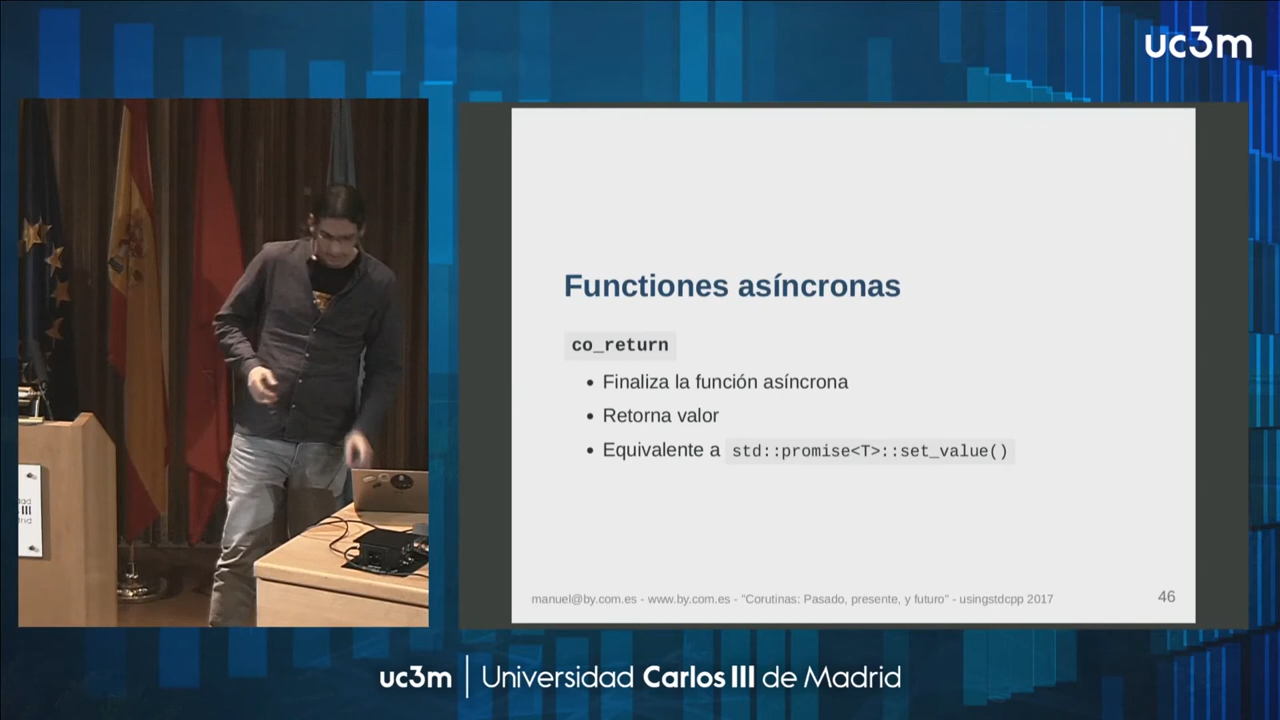 uc3m
Functiones asíncronas
co_return
• Finaliza la función asíncrona
• Retorna valor
• Equivalente a std::promise<T>::set_value()
manuel@by.com.es - www.by.com.es - "Corutinas: Pasado, presente, y futuro" - usingstdcpp 2017
46
uc3m | Universidad Carlos III de Madrid